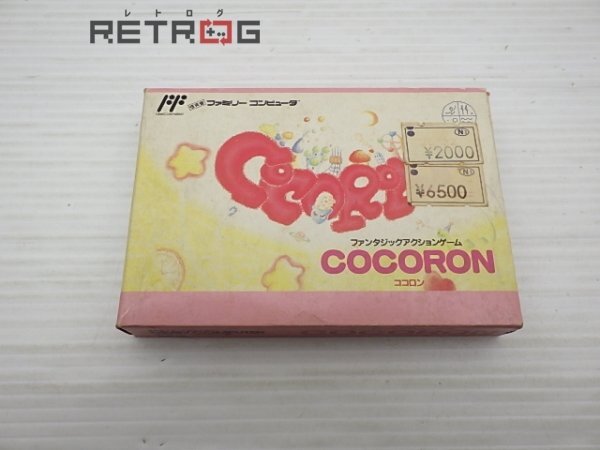 レトログ
RETROG
FF
ファミリー コンピュータ
COCORON
¥2000
¥6500
ファンタジックアクションゲーム
COCORON
ココロン